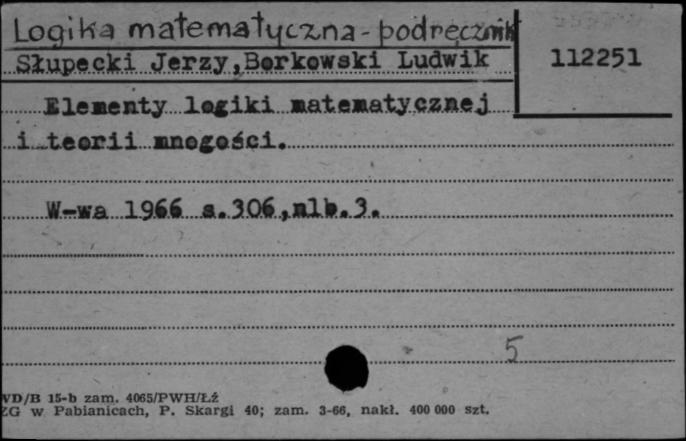 Logika matematyczna - podręcznik
Słupecki Jerzy,Borkowski Ludwik
112251
Elementy logiki matematycznej
i teorii mnogości.
W-wa 1966 s.306,nlb.3.
5
VD/B 15-b zam. 4065/PWH/Łż
ZG w Pabianicach, P. Skargi 40; zam. 3-66, nakł. 400 000 szt.